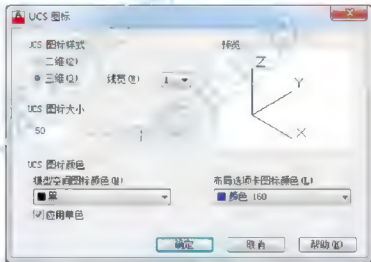 UCS 图标
UCS 图标样式
二维(2)
三维(3) 线宽(W) 1
预览
Z
Y
X
UCS 图标大小
50
UCS 图标颜色
模型空间图标颜色(M)
黑
布局选项卡图标颜色(L)
颜色 160
应用单色
确定 取消 帮助(H)